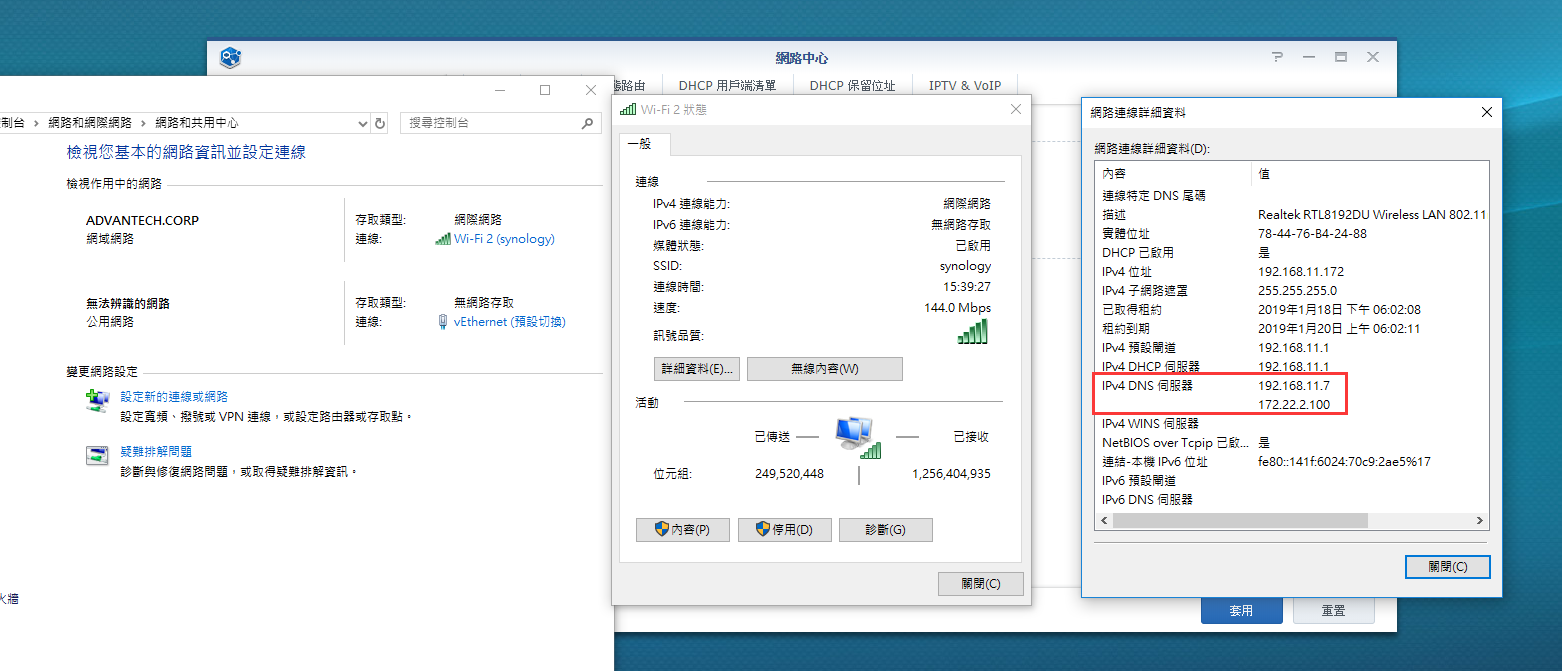 網路中心
態路由
DHCP 用戶端清單
DHCP 保留位址
IPTV & VoIP
套用
重置
制台 › 網路和網際網路 › 網路和共用中心
搜尋控制台
檢視您基本的網路資訊並設定連線
檢視作用中的網路
ADVANTECH.CORP
網域網路
存取類型: 網際網路
連線: Wi-Fi 2 (synology)
無法辨識的網路
公用網路
存取類型: 無網路存取
連線: vEthernet (預設切換)
變更網路設定
設定新的連線或網路
設定寬頻、撥號或 VPN 連線，或設定路由器或存取點。
疑難排解問題
診斷與修復網路問題，或取得疑難排解資訊。
火牆
Wi-Fi 2 狀態
一般
連線
IPv4 連線能力: 網際網路
IPv6 連線能力: 無網路存取
媒體狀態: 已啟用
SSID: synology
連線時間: 15:39:27
速度: 144.0 Mbps
訊號品質:
詳細資料(E)...
無線內容(W)
活動
已傳送 — — 已接收
位元組: 249,520,448 | 1,256,404,935
內容(P)
停用(D)
診斷(G)
關閉(C)
網路連線詳細資料
網路連線詳細資料(D):
內容 值
連線特定 DNS 尾碼
描述 Realtek RTL8192DU Wireless LAN 802.11
實體位址 78-44-76-B4-24-88
DHCP 已啟用 是
IPv4 位址 192.168.11.172
IPv4 子網路遮罩 255.255.255.0
已取得租約 2019年1月18日 下午 06:02:08
租約到期 2019年1月20日 上午 06:02:11
IPv4 預設閘道 192.168.11.1
IPv4 DHCP 伺服器 192.168.11.1
IPv4 DNS 伺服器 192.168.11.7
172.22.2.100
IPv4 WINS 伺服器
NetBIOS over Tcpip 已啟... 是
連結-本機 IPv6 位址 fe80::141f:6024:70c9:2ae5%17
IPv6 預設閘道
IPv6 DNS 伺服器
關閉(C)